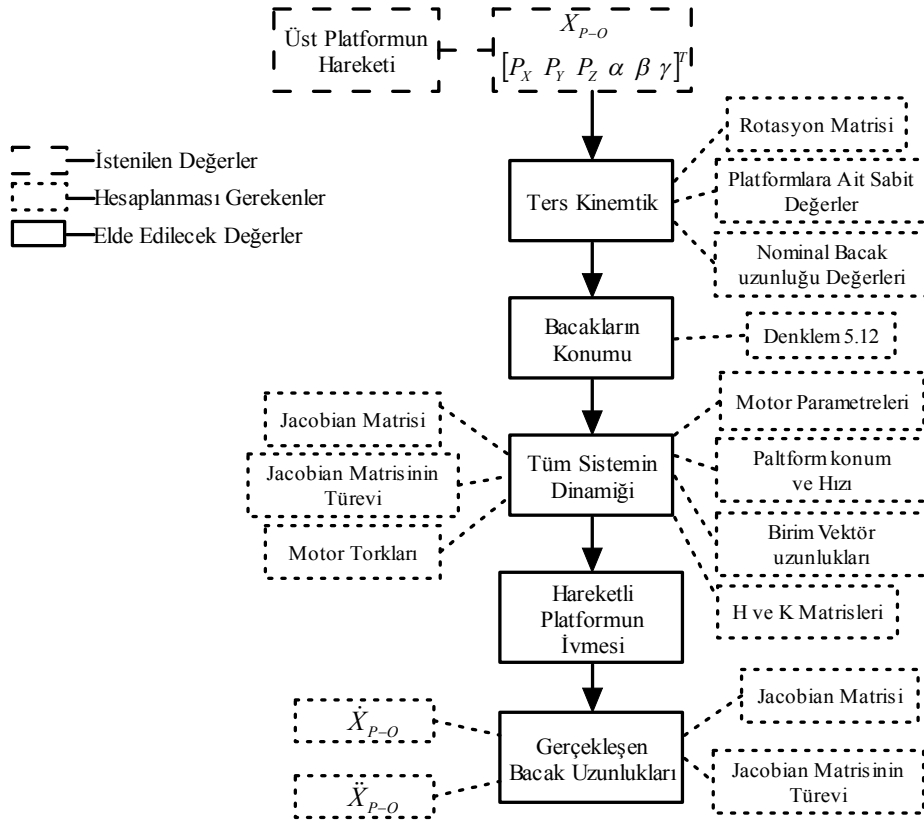 Üst Platformun
Hareketi
X_{P-O}
[P_X P_Y P_Z α β γ]^T
İstenilen Değerler
Hesaplanması Gerekenler
Elde Edilecek Değerler
Rotasyon Matrisi
Ters Kinemtik
Platformlara Ait Sabit
Değerler
Nominal Bacak
uzunluğu Değerleri
Bacakların
Konumu
Denklem 5.12
Jacobian Matrisi
Motor Parametreleri
Jacobian Matrisinin
Türevi
Tüm Sistemin
Dinamiği
Paltform konum
ve Hızı
Motor Torkları
Birim Vektör
uzunlukları
Hareketli
Platformun
İvmesi
H ve K Matrisleri
Ẋ_{P-O}
Jacobian Matrisi
Gerçekleşen
Bacak Uzunlukları
Ẍ_{P-O}
Jacobian Matrisinin
Türevi